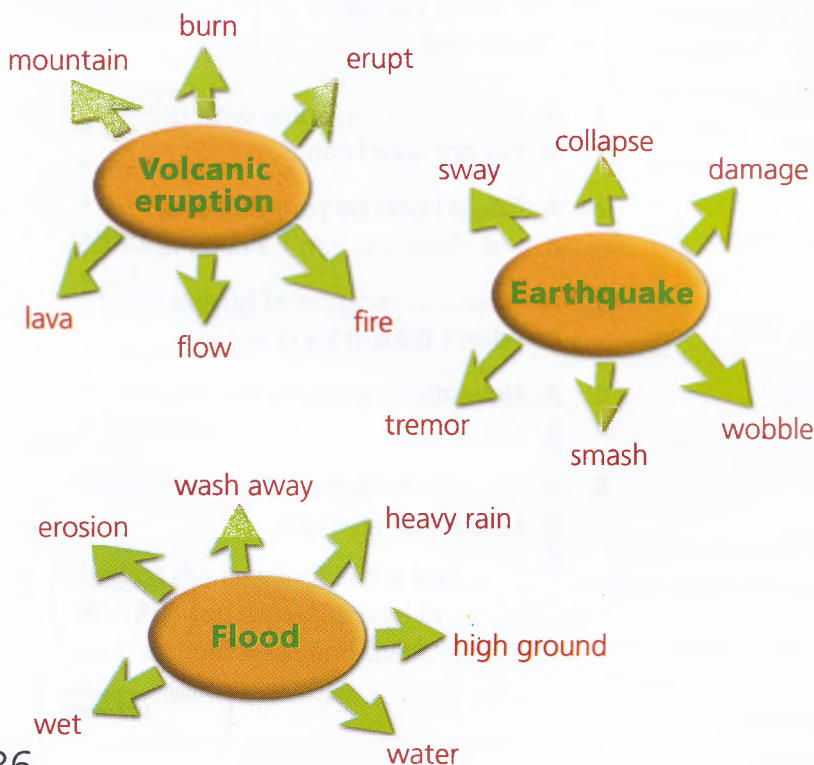 burn
mountain
erupt
Volcanic
eruption
lava
flow
fire
collapse
sway
damage
Earthquake
tremor
smash
wobble
wash away
erosion
heavy rain
Flood
high ground
wet
water